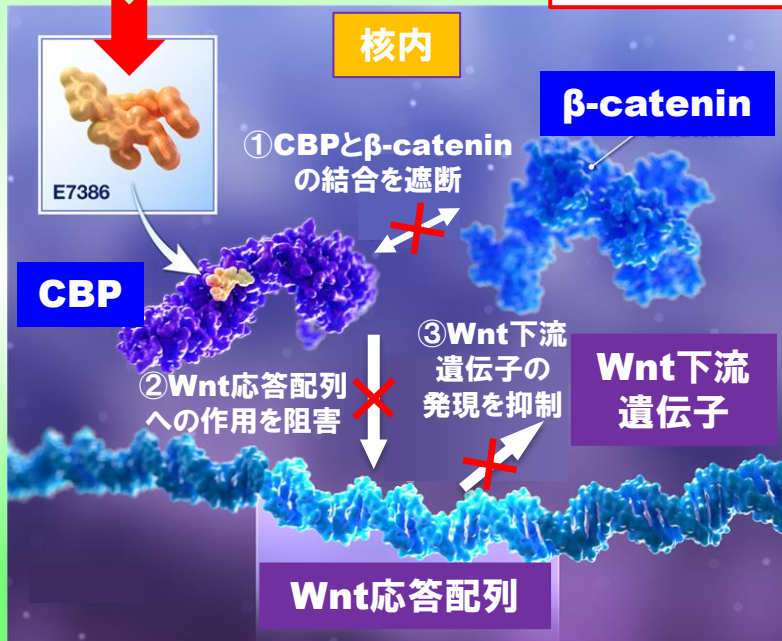 核内
E7386
β-catenin
①CBPとβ-catenin
の結合を遮断
CBP
②Wnt応答配列
への作用を阻害
③Wnt下流
遺伝子の
発現を抑制
Wnt下流
遺伝子
Wnt応答配列